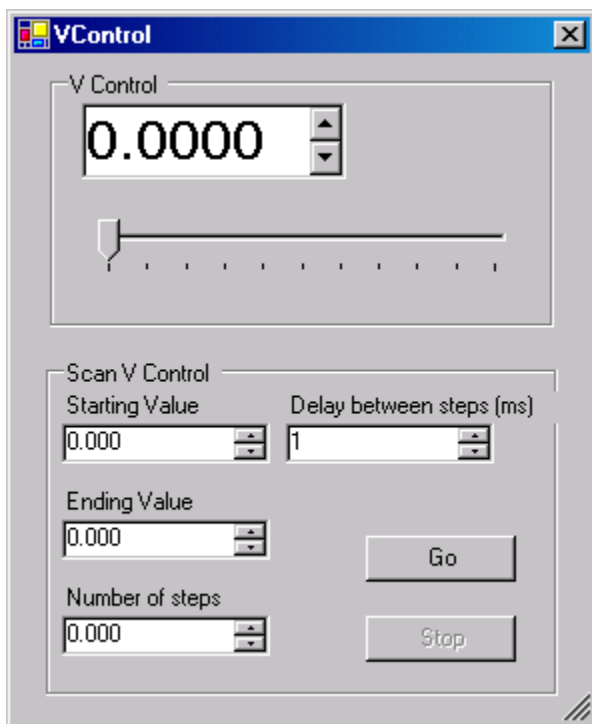 VControl
V Control
0.0000
Scan V Control
Starting Value
Delay between steps (ms)
0.000
1
Ending Value
0.000
Go
Number of steps
0.000
Stop